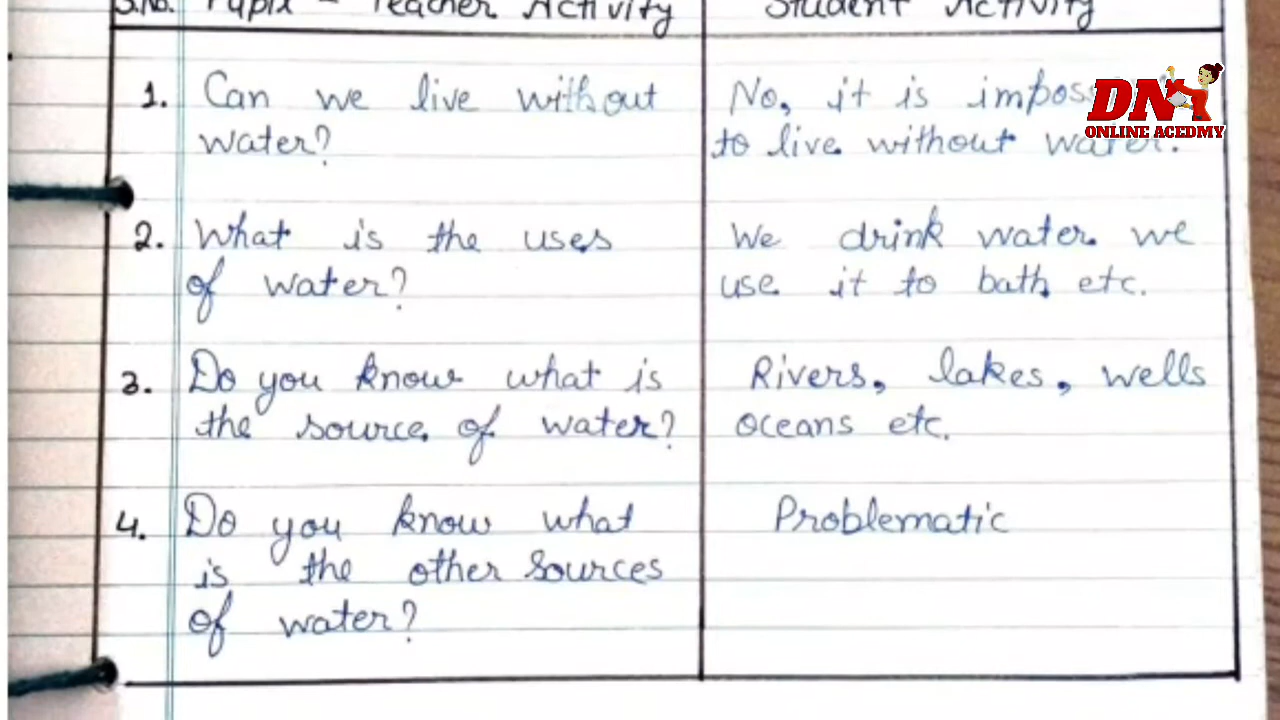 S.No. Pupil - Teacher Activity Student Activity
1. Can we live without
water?
No, it is
to live without water.
2. What is the uses
of water?
We drink water. we
use it to bath. etc.
3. Do you know what is
the source of water?
Rivers, lakes, wells
oceans etc.
4. Do you know what
is the other sources
of water?
Problematic
DNA
ONLINE ACEDMY